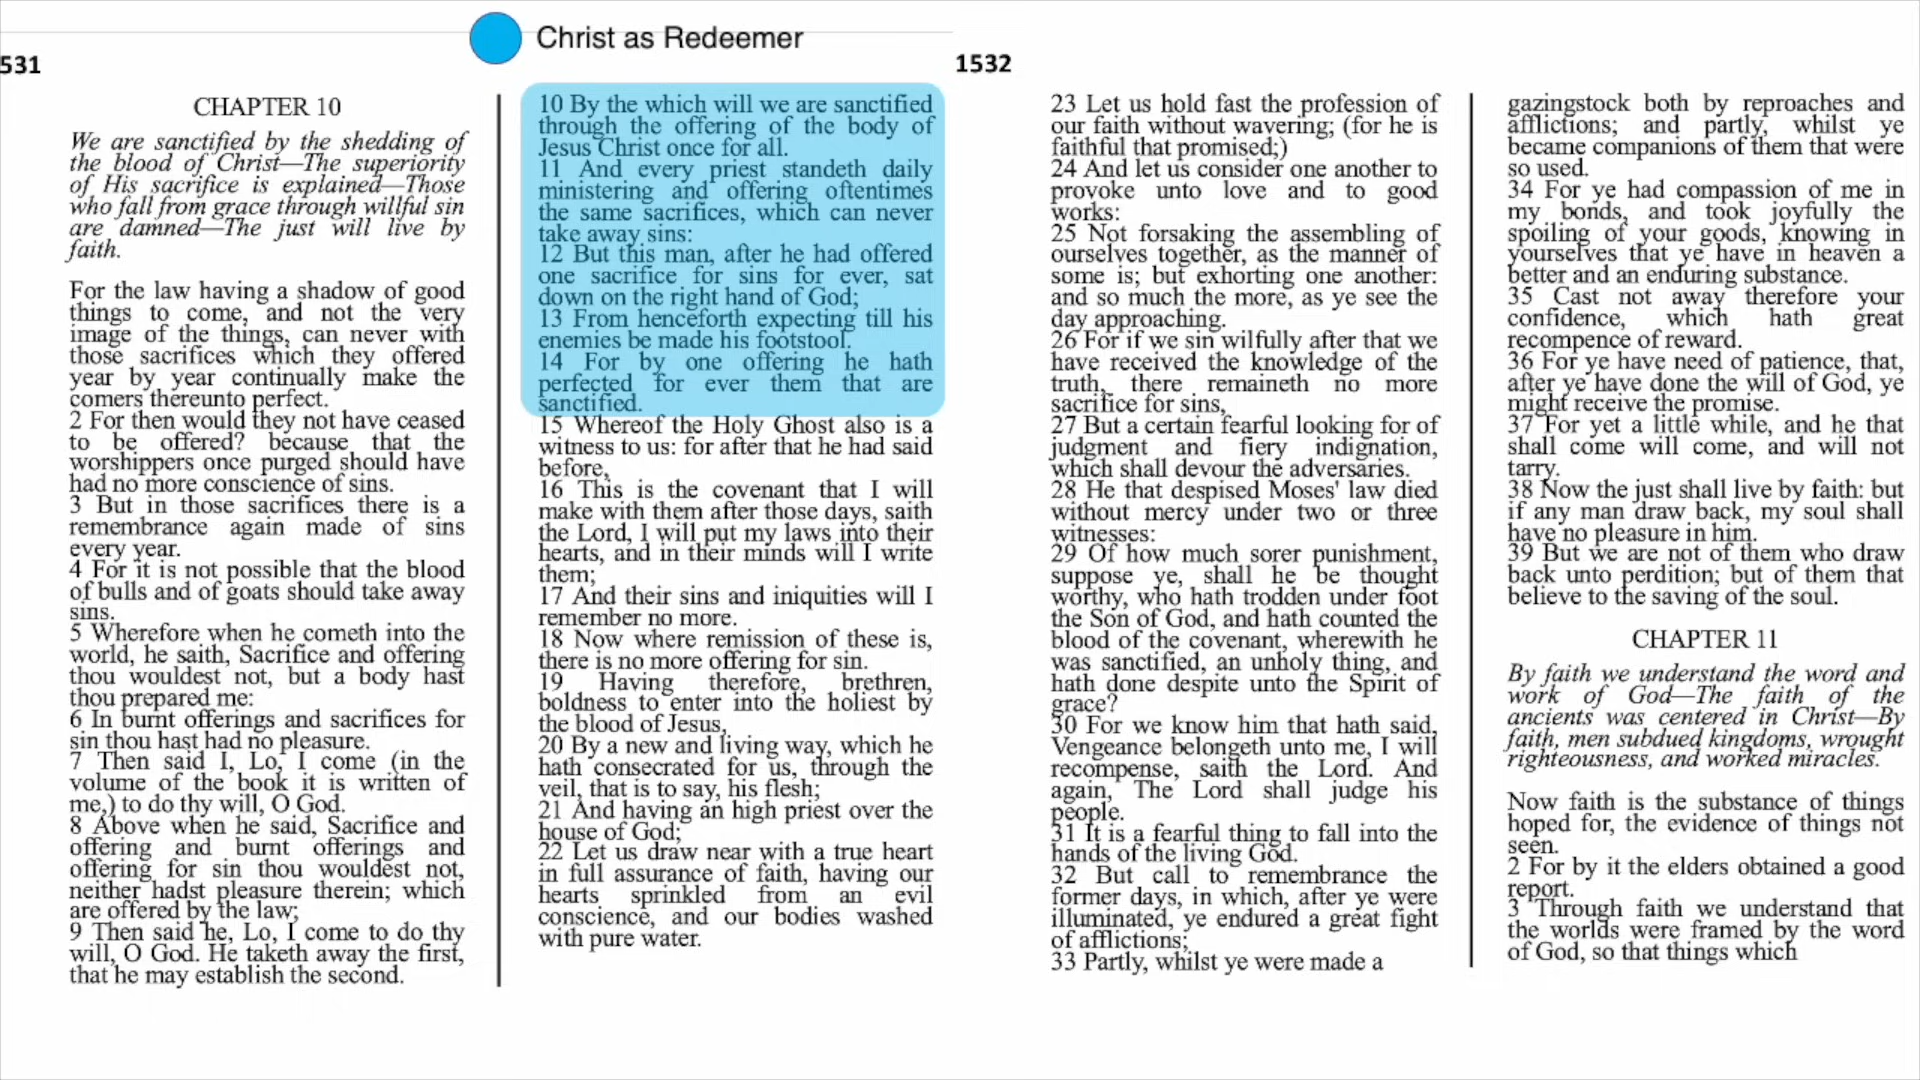 Christ as Redeemer
531
CHAPTER 10
We are sanctified by the shedding of
the blood of Christ—The superiority
of His sacrifice is explained—Those
who fall from grace through willful sin
are damned—The just will live by
faith.
For the law having a shadow of good
things to come, and not the very
image of the things, can never with
those sacrifices which they offered
year by year continually make the
comers thereunto perfect.
2 For then would they not have ceased
to be offered? because that the
worshippers once purged should have
had no more conscience of sins.
3 But in those sacrifices there is a
remembrance again made of sins
every year.
4 For it is not possible that the blood
of bulls and of goats should take away
sins.
5 Wherefore when he cometh into the
world, he saith, Sacrifice and offering
thou wouldest not, but a body hast
thou prepared me:
6 In burnt offerings and sacrifices for
sin thou hast had no pleasure.
7 Then said I, Lo, I come (in the
volume of the book it is written of
me,) to do thy will, O God.
8 Above when he said, Sacrifice and
offering and burnt offerings and
offering for sin thou wouldest not,
neither hadst pleasure therein; which
are offered by the law;
9 Then said he, Lo, I come to do thy
will, O God. He taketh away the first,
that he may establish the second.
10 By the which will we are sanctified
through the offering of the body of
Jesus Christ once for all.
11 And every priest standeth daily
ministering and offering oftentimes
the same sacrifices, which can never
take away sins:
12 But this man, after he had offered
one sacrifice for sins for ever, sat
down on the right hand of God;
13 From henceforth expecting till his
enemies be made his footstool.
14 For by one offering he hath
perfected for ever them that are
sanctified.
15 Whereof the Holy Ghost also is a
witness to us: for after that he had said
before,
16 This is the covenant that I will
make with them after those days, saith
the Lord, I will put my laws into their
hearts, and in their minds will I write
them;
17 And their sins and iniquities will I
remember no more.
18 Now where remission of these is,
there is no more offering for sin.
19 Having therefore, brethren,
boldness to enter into the holiest by
the blood of Jesus,
20 By a new and living way, which he
hath consecrated for us, through the
veil, that is to say, his flesh;
21 And having an high priest over the
house of God;
22 Let us draw near with a true heart
in full assurance of faith, having our
hearts sprinkled from an evil
conscience, and our bodies washed
with pure water.
1532
23 Let us hold fast the profession of
our faith without wavering; (for he is
faithful that promised;)
24 And let us consider one another to
provoke unto love and to good
works:
25 Not forsaking the assembling of
ourselves together, as the manner of
some is; but exhorting one another:
and so much the more, as ye see the
day approaching.
26 For if we sin wilfully after that we
have received the knowledge of the
truth, there remaineth no more
sacrifice for sins,
27 But a certain fearful looking for of
judgment and fiery indignation,
which shall devour the adversaries.
28 He that despised Moses' law died
without mercy under two or three
witnesses:
29 Of how much sorer punishment,
suppose ye, shall he be thought
worthy, who hath trodden under foot
the Son of God, and hath counted the
blood of the covenant, wherewith he
was sanctified, an unholy thing, and
hath done despite unto the Spirit of
grace?
30 For we know him that hath said,
Vengeance belongeth unto me, I will
recompense, saith the Lord. And
again, The Lord shall judge his
people.
31 It is a fearful thing to fall into the
hands of the living God.
32 But call to remembrance the
former days, in which, after ye were
illuminated, ye endured a great fight
of afflictions;
33 Partly, whilst ye were made a
gazingstock both by reproaches and
afflictions; and partly, whilst ye
became companions of them that were
so used.
34 For ye had compassion of me in
my bonds, and took joyfully the
spoiling of your goods, knowing in
yourselves that ye have in heaven a
better and an enduring substance.
35 Cast not away therefore your
confidence, which hath great
recompence of reward.
36 For ye have need of patience, that,
after ye have done the will of God, ye
might receive the promise.
37 For yet a little while, and he that
shall come will come, and will not
tarry.
38 Now the just shall live by faith: but
if any man draw back, my soul shall
have no pleasure in him.
39 But we are not of them who draw
back unto perdition; but of them that
believe to the saving of the soul.
CHAPTER 11
By faith we understand the word and
work of God—The faith of the
ancients was centered in Christ—By
faith, men subdued kingdoms, wrought
righteousness, and worked miracles.
Now faith is the substance of things
hoped for, the evidence of things not
seen.
2 For by it the elders obtained a good
report.
3 Through faith we understand that
the worlds were framed by the word
of God, so that things which